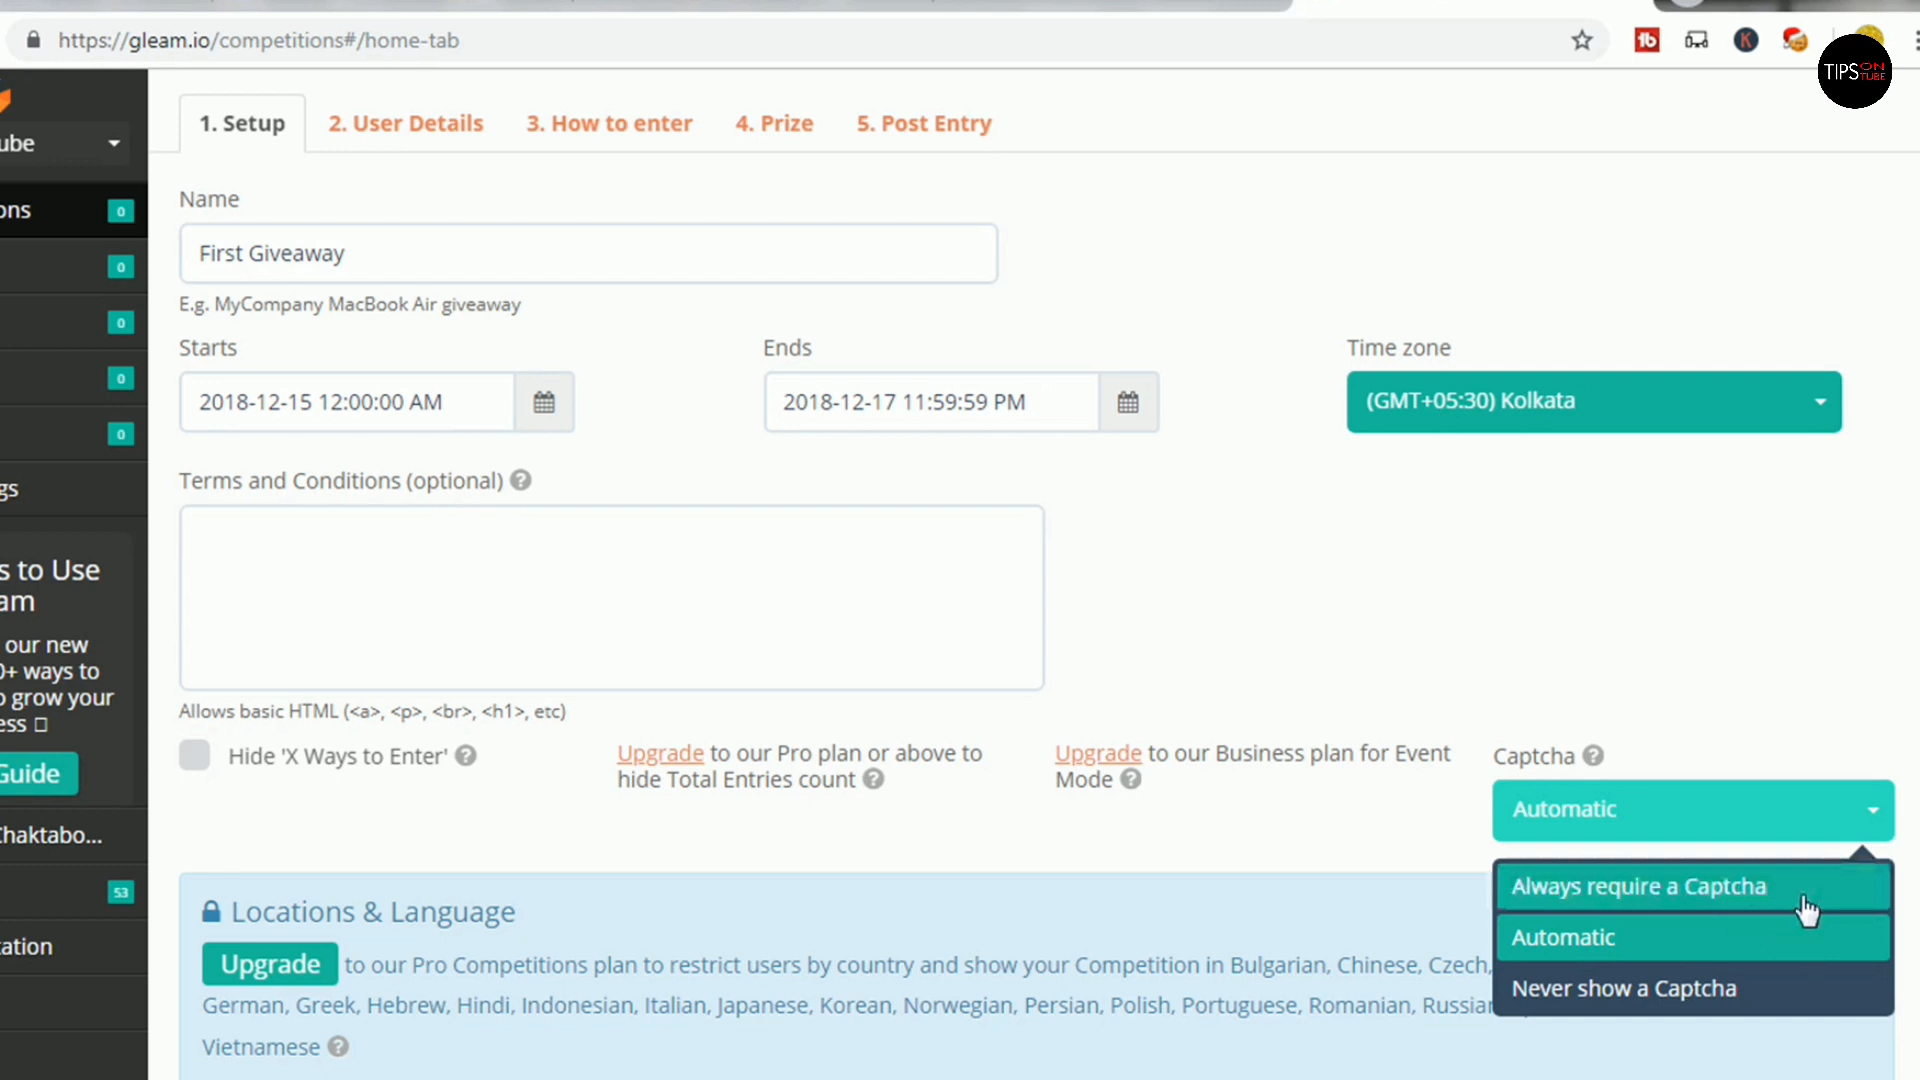 https://gleam.io/competitions#/home-tab
TIPS ON TUBE
1. Setup
2. User Details
3. How to enter
4. Prize
5. Post Entry
ube
ons 0
0
0
0
0
gs
s to Use
am
our new
0+ ways to
o grow your
ess
Guide
Chaktabo...
53
tation
Name
First Giveaway
E.g. MyCompany MacBook Air giveaway
Starts
2018-12-15 12:00:00 AM
Ends
2018-12-17 11:59:59 PM
Time zone
(GMT+05:30) Kolkata
Terms and Conditions (optional) ?
Allows basic HTML (<a>, <p>, <br>, <h1>, etc)
Hide 'X Ways to Enter' ?
Upgrade to our Pro plan or above to
hide Total Entries count ?
Upgrade to our Business plan for Event
Mode ?
Captcha ?
Automatic
Always require a Captcha
Automatic
Never show a Captcha
Locations & Language
Upgrade to our Pro Competitions plan to restrict users by country and show your Competition in Bulgarian, Chinese, Czech,
German, Greek, Hebrew, Hindi, Indonesian, Italian, Japanese, Korean, Norwegian, Persian, Polish, Portuguese, Romanian, Russian
Vietnamese ?